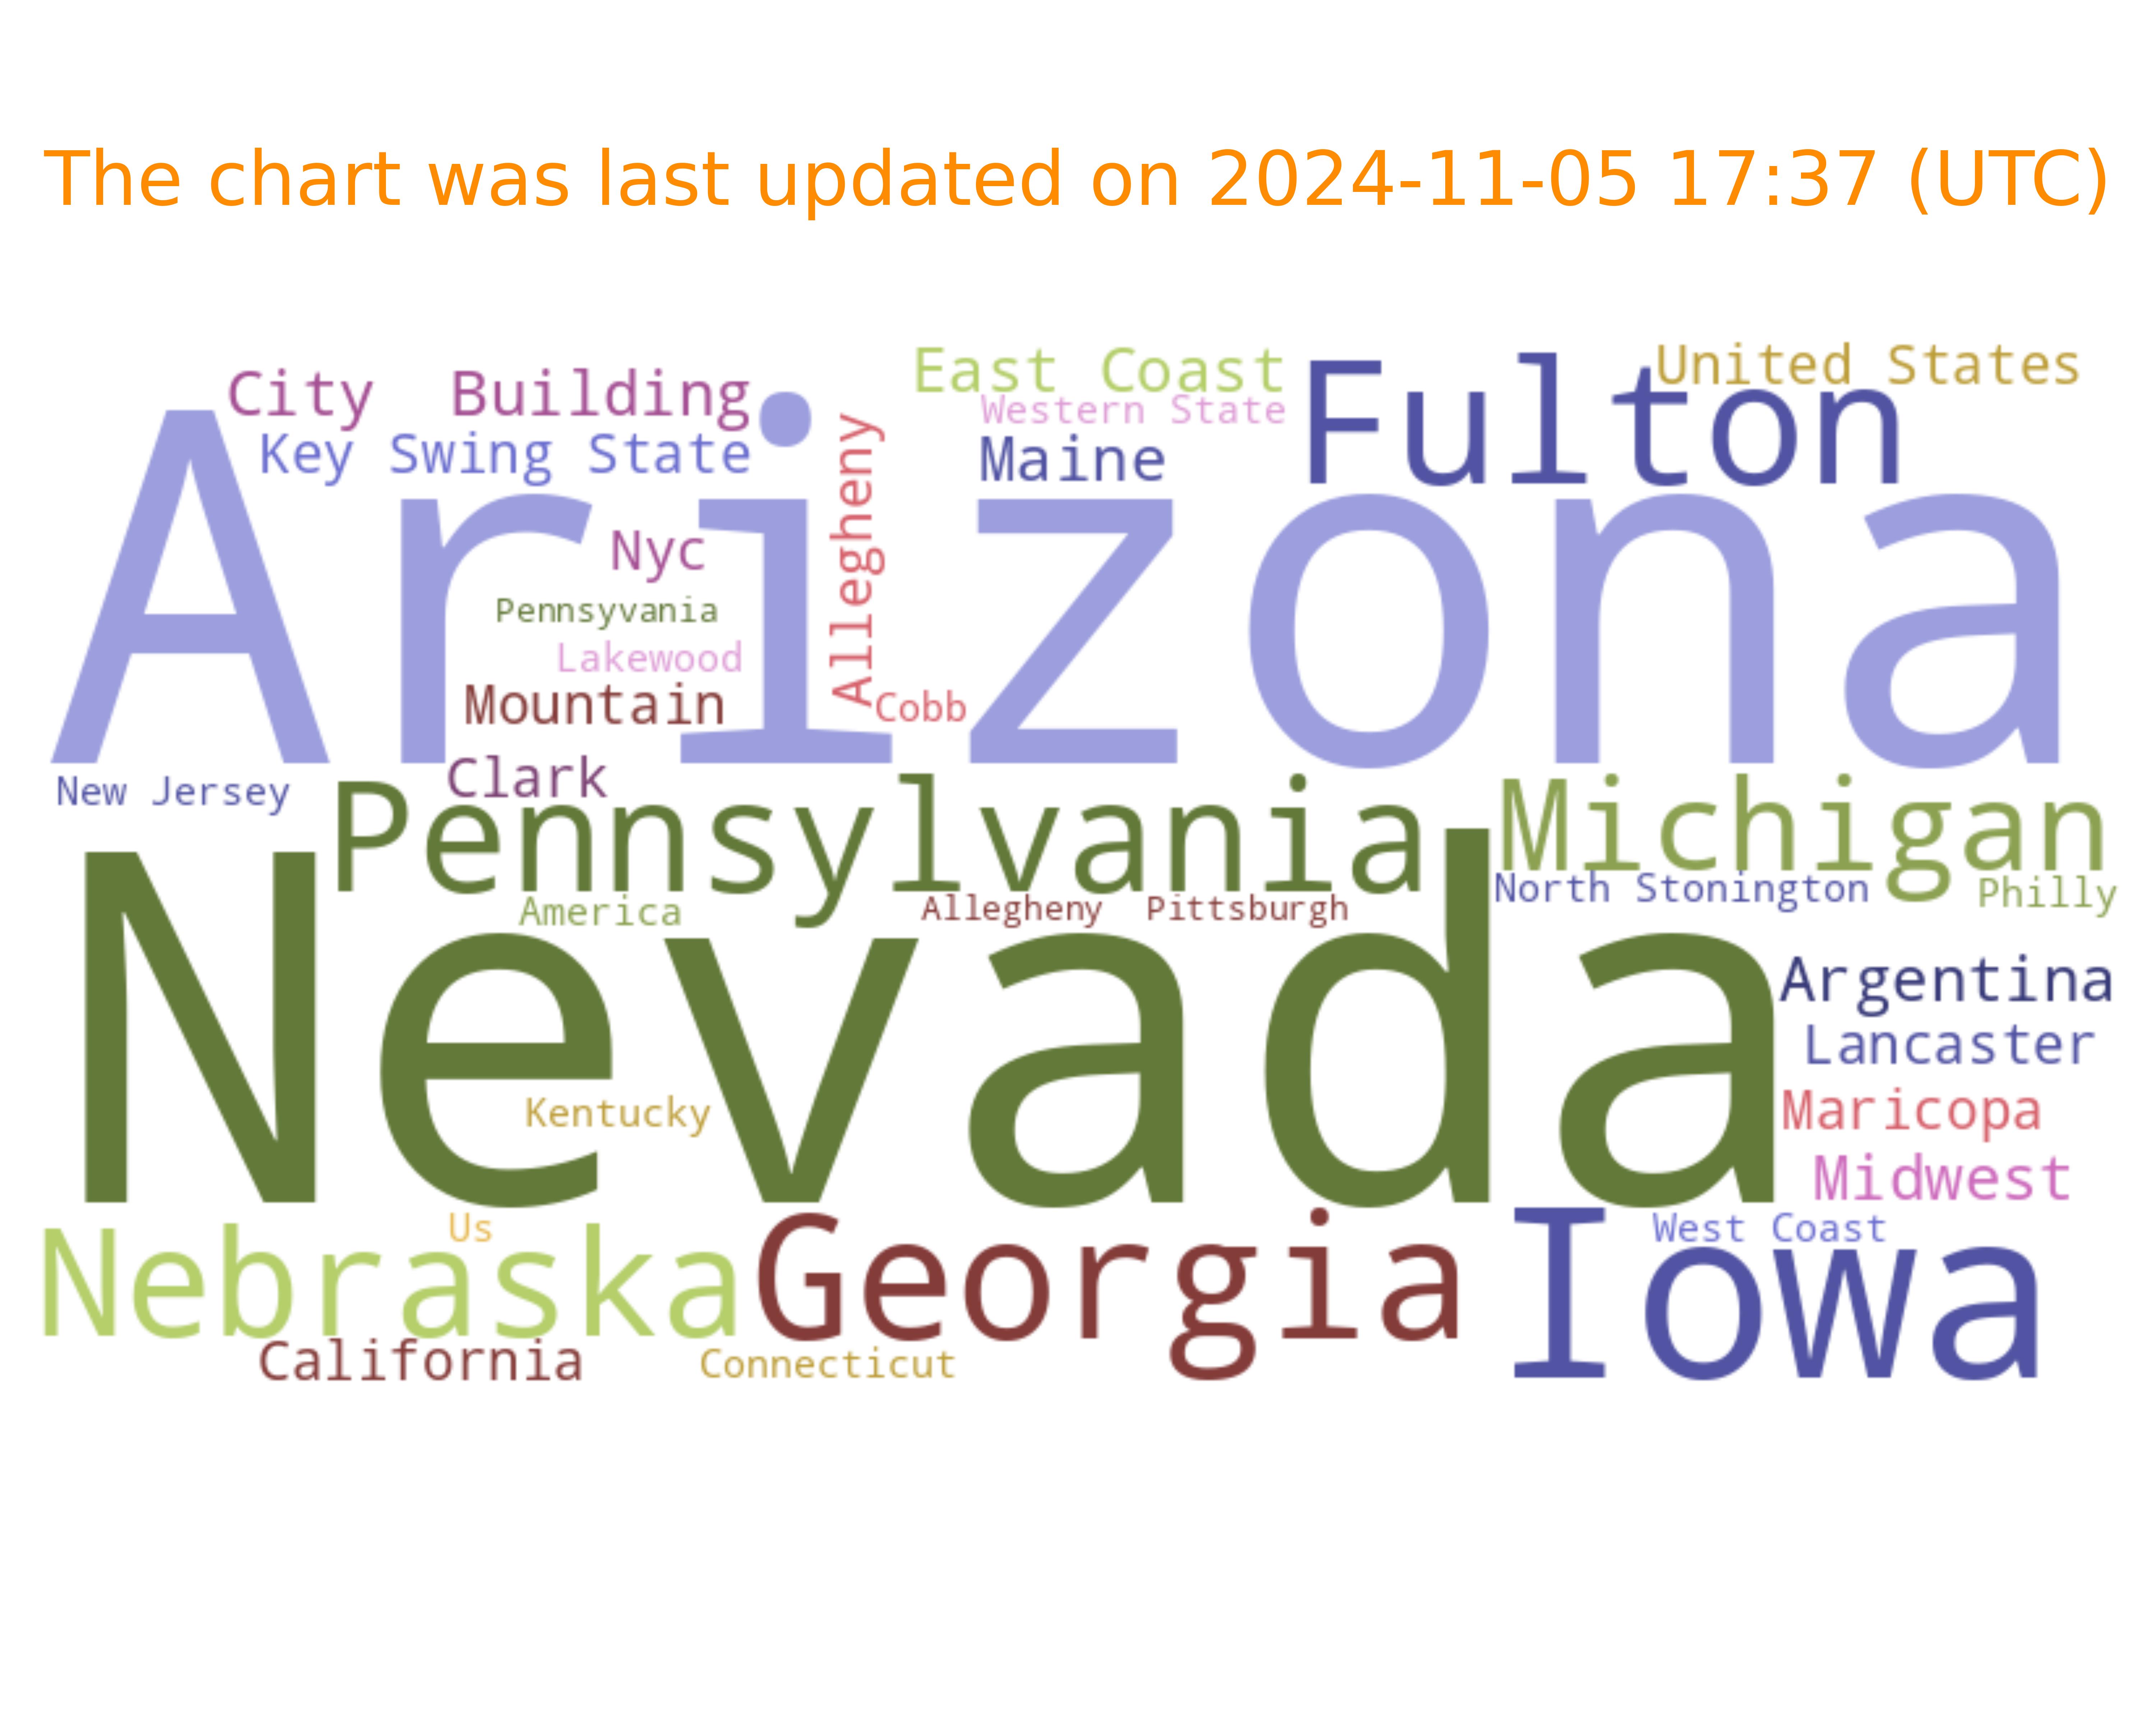 The chart was last updated on 2024-11-05 17:37 (UTC)
East Coast
United States
City Building
Fulton
Western State
Key Swing State
Maine
Arizona
Allegheny
Nyc
Pennsyvania
Lakewood
Mountain
Cobb
Clark
New Jersey
Pennsylvania
Michigan
North Stonington
Philly
America
Allegheny Pittsburgh
Nevada
Argentina
Lancaster
Kentucky
Maricopa
Midwest
Us
West Coast
Nebraska
Georgia
Iowa
California
Connecticut